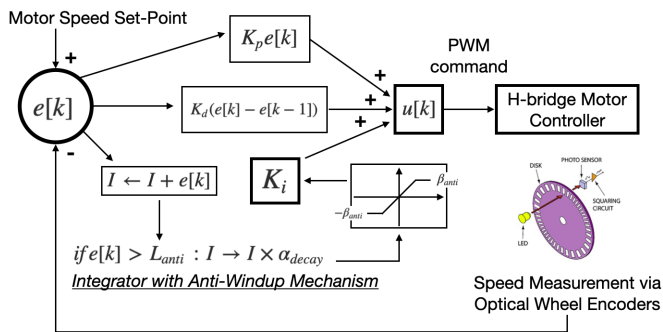 Motor Speed Set-Point
+
K_p e[k]
PWM
command
e[k]
K_d(e[k] − e[k − 1])
+
+
+
u[k]
H-bridge Motor
Controller
-
I ← I + e[k]
K_i
β_anti
−β_anti
DISK
PHOTO SENSOR
SQUARING
CIRCUIT
LED
if e[k] > L_anti : I → I × α_decay
Integrator with Anti-Windup Mechanism
Speed Measurement via
Optical Wheel Encoders